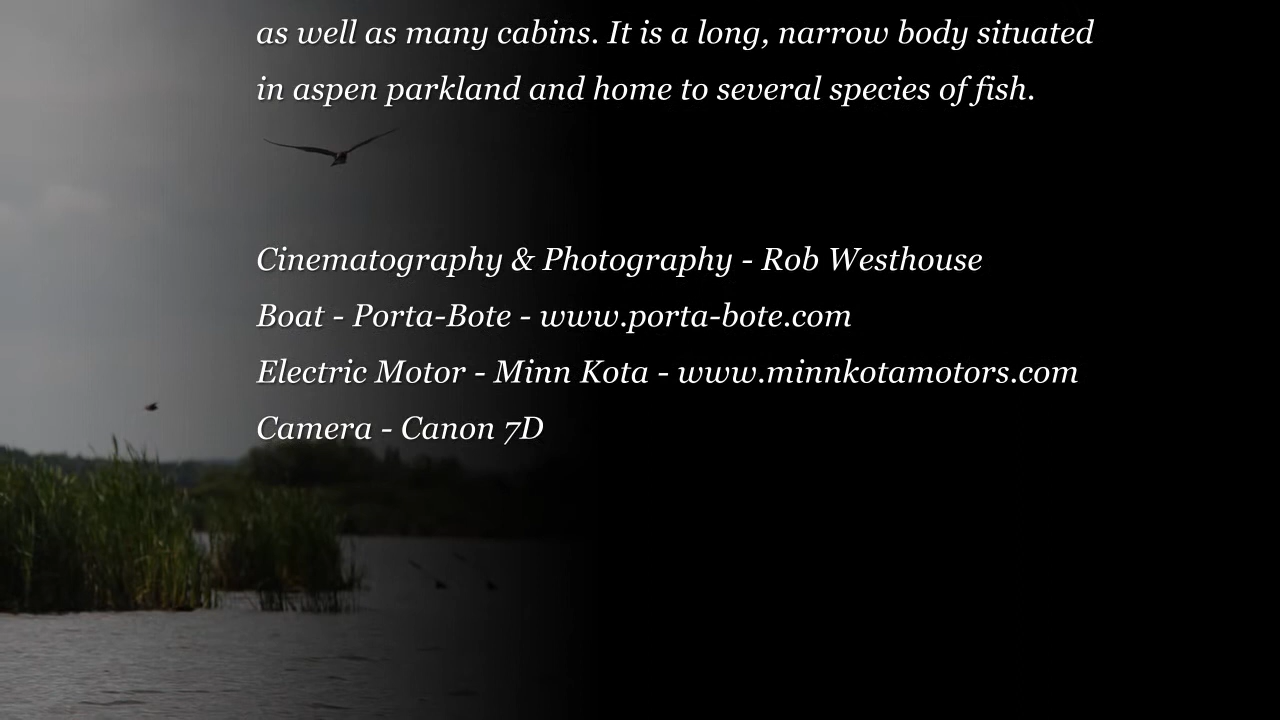 as well as many cabins. It is a long, narrow body situated
in aspen parkland and home to several species of fish.
Cinematography & Photography - Rob Westhouse
Boat - Porta-Bote - www.porta-bote.com
Electric Motor - Minn Kota - www.minnkotamotors.com
Camera - Canon 7D